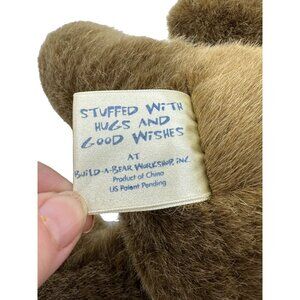 STUFFED WITH
HUGS AND
GOOD WISHES
AT
BUILD-A-BEAR WORKSHOP, INC
Product of China
US Patent Pending